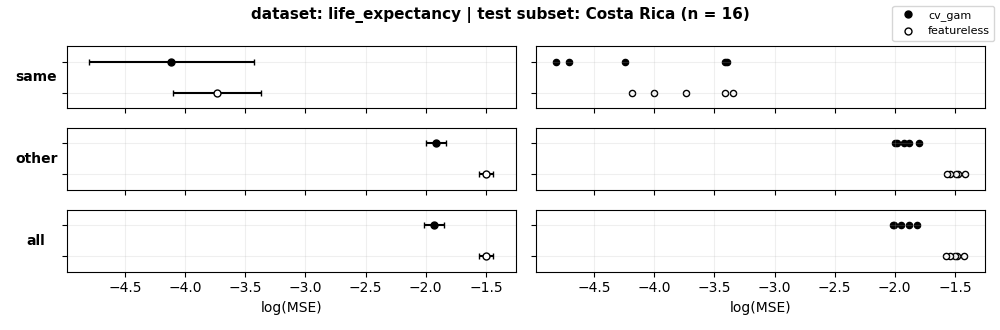 dataset: life_expectancy | test subset: Costa Rica (n = 16)
cv_gam
featureless
same
other
all
−4.5 −4.0 −3.5 −3.0 −2.5 −2.0 −1.5
−4.5 −4.0 −3.5 −3.0 −2.5 −2.0 −1.5
log(MSE)
log(MSE)